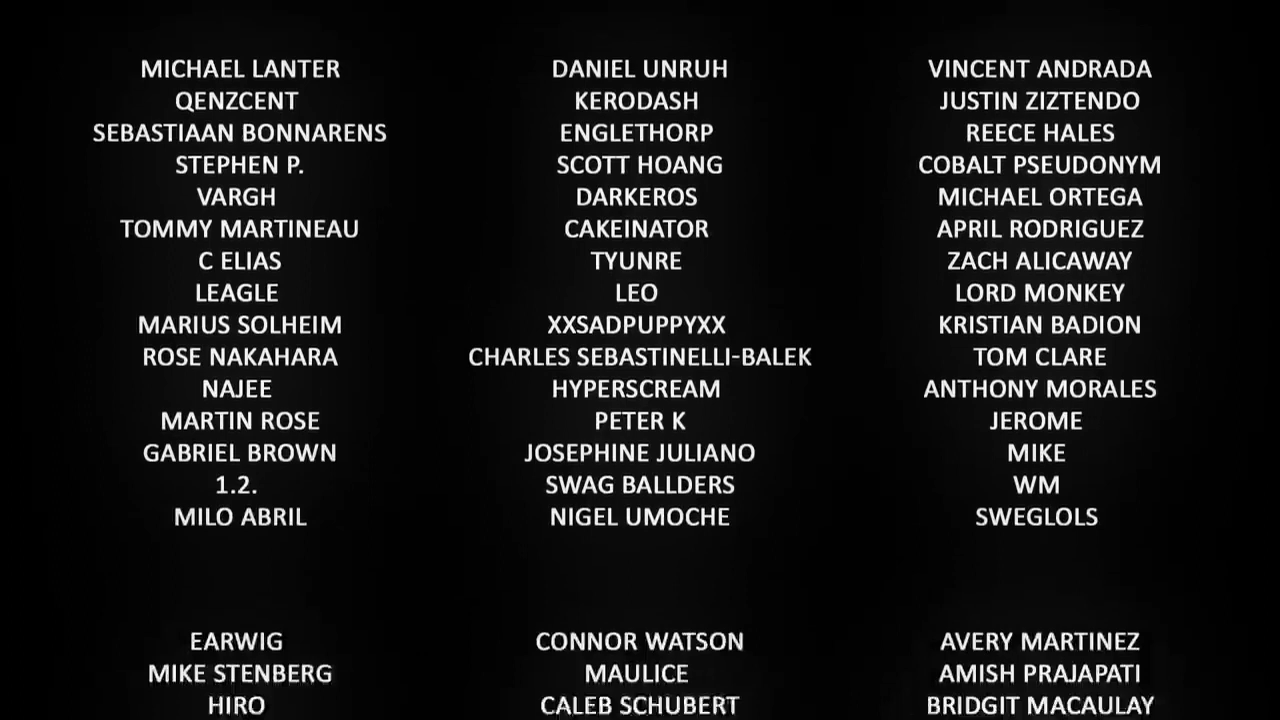 MICHAEL LANTER
QENZCENT
SEBASTIAAN BONNARENS
STEPHEN P.
VARGH
TOMMY MARTINEAU
C ELIAS
LEAGLE
MARIUS SOLHEIM
ROSE NAKAHARA
NAJEE
MARTIN ROSE
GABRIEL BROWN
1.2.
MILO ABRIL
DANIEL UNRUH
KERODASH
ENGLETHORP
SCOTT HOANG
DARKEROS
CAKEINATOR
TYUNRE
LEO
XXSADPUPPYXX
CHARLES SEBASTINELLI-BALEK
HYPERSCREAM
PETER K
JOSEPHINE JULIANO
SWAG BALLDERS
NIGEL UMOCHE
VINCENT ANDRADA
JUSTIN ZIZTENDO
REECE HALES
COBALT PSEUDONYM
MICHAEL ORTEGA
APRIL RODRIGUEZ
ZACH ALICAWAY
LORD MONKEY
KRISTIAN BADION
TOM CLARE
ANTHONY MORALES
JEROME
MIKE
WM
SWEGLOLS
EARWIG
MIKE STENBERG
HIRO
CONNOR WATSON
MAULICE
CALEB SCHUBERT
AVERY MARTINEZ
AMISH PRAJAPATI
BRIDGIT MACAULAY